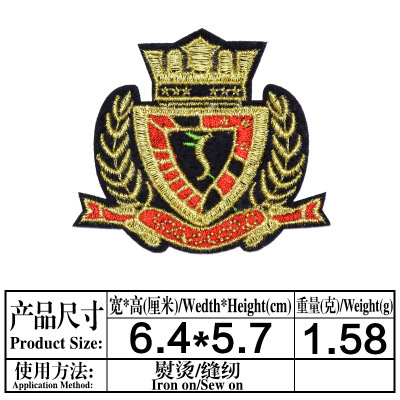 产品尺寸
Product Size:
宽*高(厘米)/Wedth*Height(cm)
重量(克)/Weight(g)
6.4*5.7
1.58
使用方法:
Application Method:
熨烫/缝纫
Iron on/Sew on